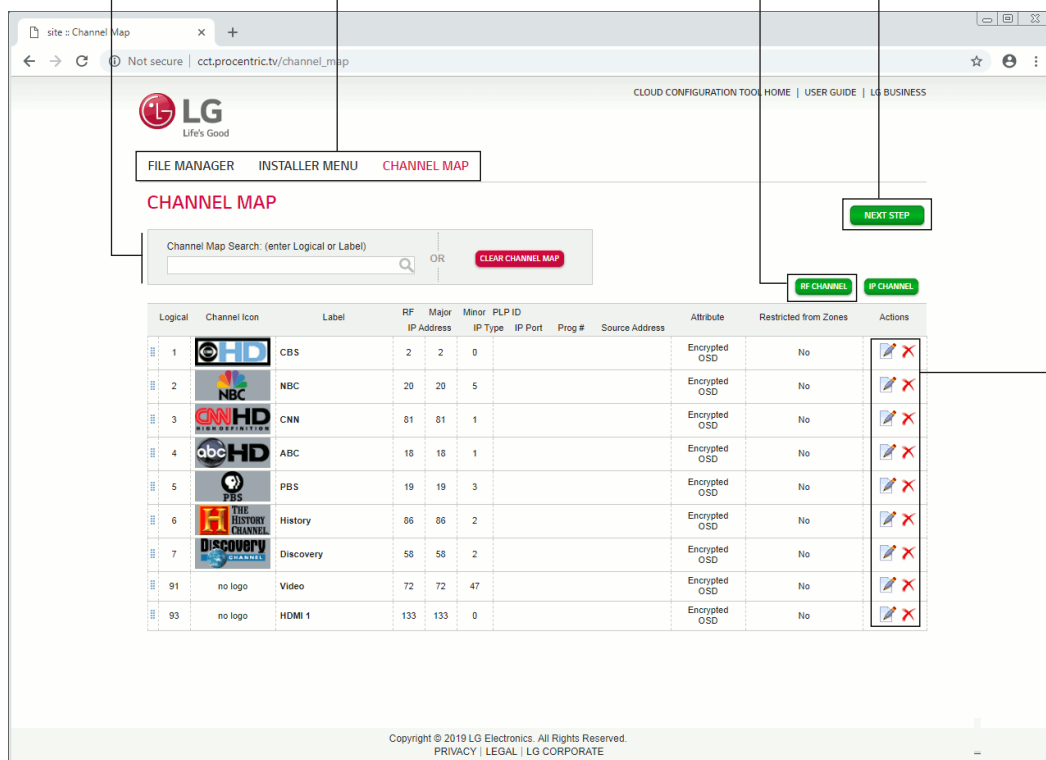 site :: Channel Map
Not secure | cct.procentric.tv/channel_map
CLOUD CONFIGURATION TOOL HOME | USER GUIDE | LG BUSINESS
LG
Life's Good
FILE MANAGER INSTALLER MENU CHANNEL MAP
CHANNEL MAP
NEXT STEP
Channel Map Search: (enter Logical or Label)
OR
CLEAR CHANNEL MAP
RF CHANNEL IP CHANNEL
Logical Channel Icon Label RF Major Minor PLP ID Attribute Restricted from Zones Actions
IP Address IP Type IP Port Prog # Source Address
1 HD CBS 2 2 0 Encrypted OSD No
2 NBC NBC 20 20 5 Encrypted OSD No
3 CNN HD HIGH DEFINITION CNN 81 81 1 Encrypted OSD No
4 abc HD ABC 18 18 1 Encrypted OSD No
5 PBS PBS 19 19 3 Encrypted OSD No
6 H THE HISTORY CHANNEL History 86 86 2 Encrypted OSD No
7 Discovery CHANNEL Discovery 58 58 2 Encrypted OSD No
91 no logo Video 72 72 47 Encrypted OSD No
93 no logo HDMI 1 133 133 0 Encrypted OSD No
Copyright © 2019 LG Electronics. All Rights Reserved.
PRIVACY | LEGAL | LG CORPORATE